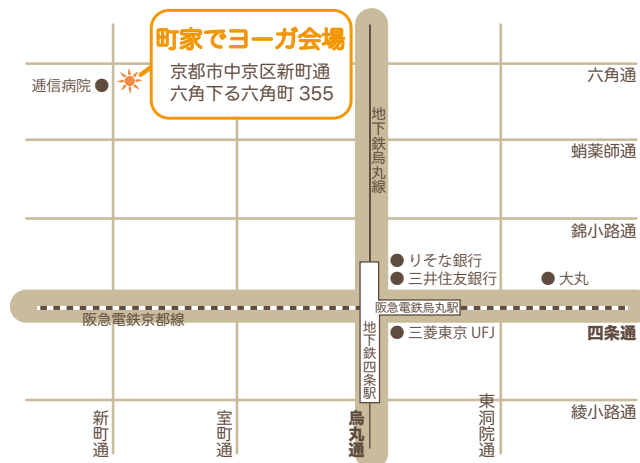 町家でヨーガ会場
京都市中京区新町通
六角下る六角町 355
逓信病院
六角通
地下鉄烏丸線
蛸薬師通
錦小路通
りそな銀行
三井住友銀行
大丸
阪急電鉄烏丸駅
阪急電鉄京都線
地下鉄四条駅
三菱東京 UFJ
四条通
綾小路通
新町通
室町通
烏丸通
東洞院通